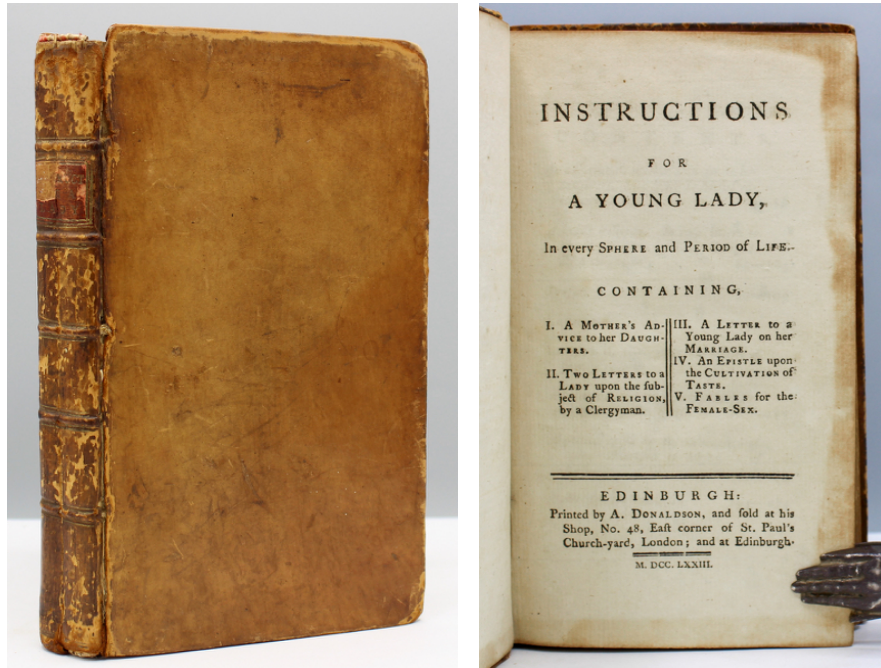 INSTRUCTIONS
FOR
A YOUNG LADY,
In every SPHERE and PERIOD of LIFE.
CONTAINING,
I. A MOTHER'S AD-
VICE to her DAUGH-
TERS.
II. TWO LETTERS to a
LADY upon the sub-
ject of RELIGION,
by a Clergyman.
III. A LETTER to a
Young Lady on her
MARRIAGE.
IV. An EPISTLE upon
the CULTIVATION of
TASTE.
V. FABLES for the
FEMALE-SEX.
EDINBURGH:
Printed by A. DONALDSON, and ſold at his
Shop, No. 48, Eaſt corner of St. Paul's
Church-yard, London; and at Edinburgh.
M. DCC. LXXIII.